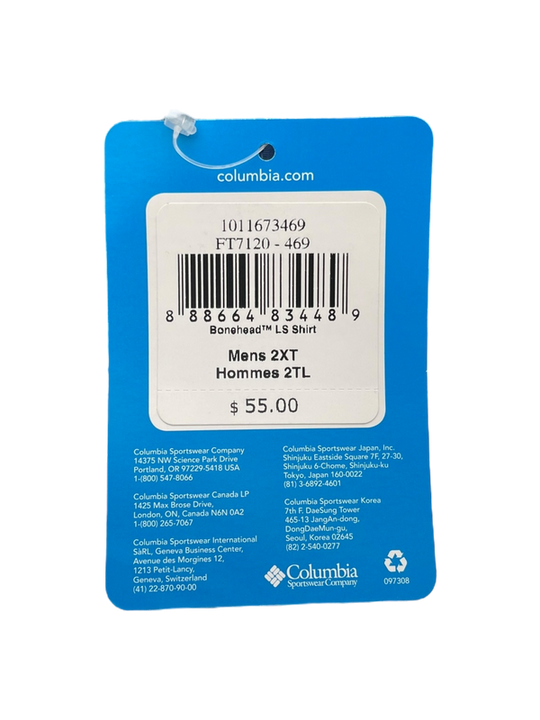 columbia.com
1011673469
FT7120 - 469
8 88664 83448 9
Bonehead™ LS Shirt
Mens 2XT
Hommes 2TL
$ 55.00
Columbia Sportswear Company
14375 NW Science Park Drive
Portland, OR 97229-5418 USA
1-(800) 547-8066
Columbia Sportswear Canada LP
1425 Max Brose Drive,
London, ON, Canada N6N 0A2
1-(800) 265-7067
Columbia Sportswear International
SàRL, Geneva Business Center,
Avenue des Morgines 12,
1213 Petit-Lancy,
Geneva, Switzerland
(41) 22-870-90-00
Columbia Sportswear Japan, Inc.
Shinjuku Eastside Square 7F, 27-30,
Shinjuku 6-Chome, Shinjuku-ku
Tokyo, Japan 160-0022
(81) 3-6892-4601
Columbia Sportswear Korea
7th F. DaeSung Tower
465-13 JangAn-dong,
DongDaeMun-gu,
Seoul, Korea 02645
(82) 2-540-0277
Columbia
Sportswear Company
097308